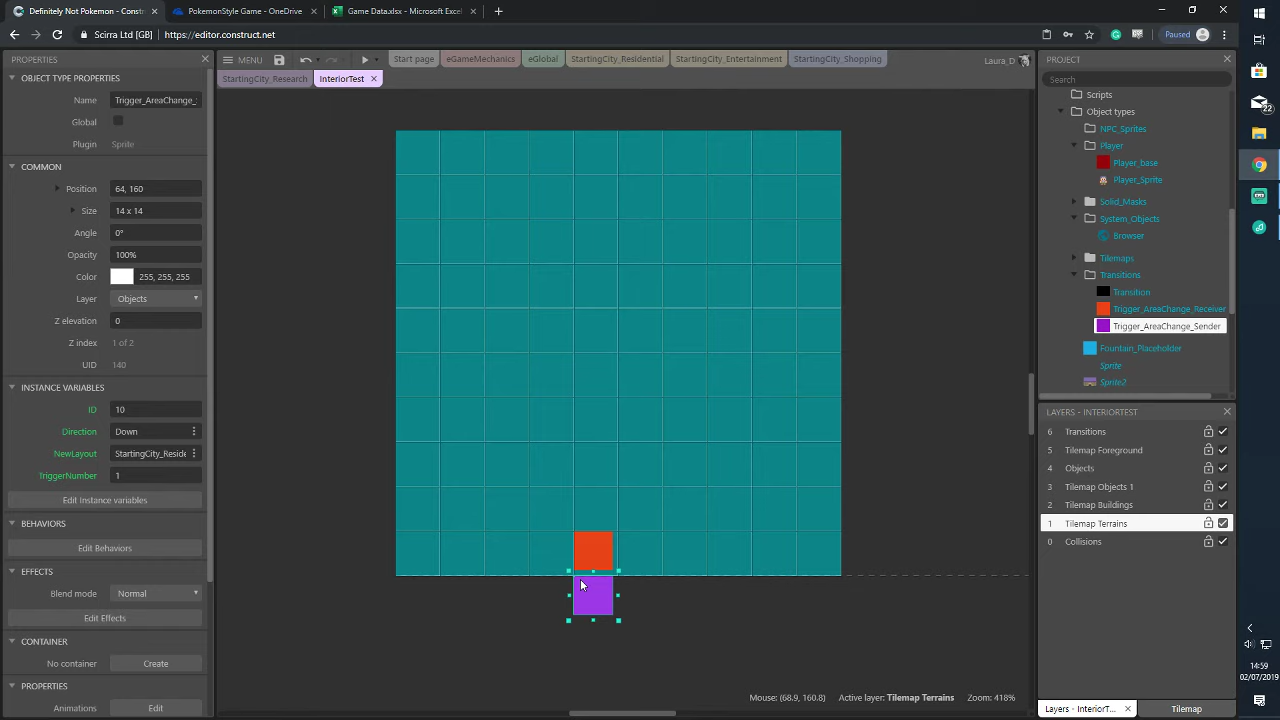 Definitely Not Pokemon - Constr
PokemonStyle Game - OneDrive
Game Data.xlsx - Microsoft Excel
Scirra Ltd [GB]
https://editor.construct.net
Paused
PROPERTIES
MENU
Start page
eGameMechanics
eGlobal
StartingCity_Residential
StartingCity_Entertainment
StartingCity_Shopping
Laura_D
StartingCity_Research
InteriorTest
OBJECT TYPE PROPERTIES
Name
Trigger_AreaChange_
Global
Plugin
Sprite
COMMON
Position
64, 160
Size
14 x 14
Angle
0°
Opacity
100%
Color
255, 255, 255
Layer
Objects
Z elevation
0
Z index
1 of 2
UID
140
INSTANCE VARIABLES
ID
10
Direction
Down
NewLayout
StartingCity_Reside
TriggerNumber
1
Edit Instance variables
BEHAVIORS
Edit Behaviors
EFFECTS
Blend mode
Normal
Edit Effects
CONTAINER
No container
Create
PROPERTIES
Animations
Edit
Mouse: (68.9, 160.8)
Active layer: Tilemap Terrains
Zoom: 418%
PROJECT
Search
Scripts
Object types
NPC_Sprites
Player
Player_base
Player_Sprite
Solid_Masks
System_Objects
Browser
Tilemaps
Transitions
Transition
Trigger_AreaChange_Receiver
Trigger_AreaChange_Sender
Fountain_Placeholder
Sprite
Sprite2
LAYERS - INTERIORTEST
6 Transitions
5 Tilemap Foreground
4 Objects
3 Tilemap Objects 1
2 Tilemap Buildings
1 Tilemap Terrains
0 Collisions
Layers - InteriorT...
Tilemap
22
14:59
02/07/2019